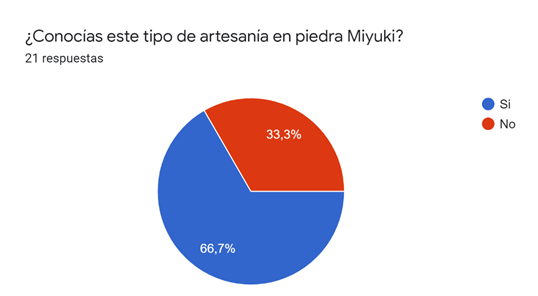 ¿Conocías este tipo de artesanía en piedra Miyuki?
21 respuestas
Si
No
33,3%
66,7%